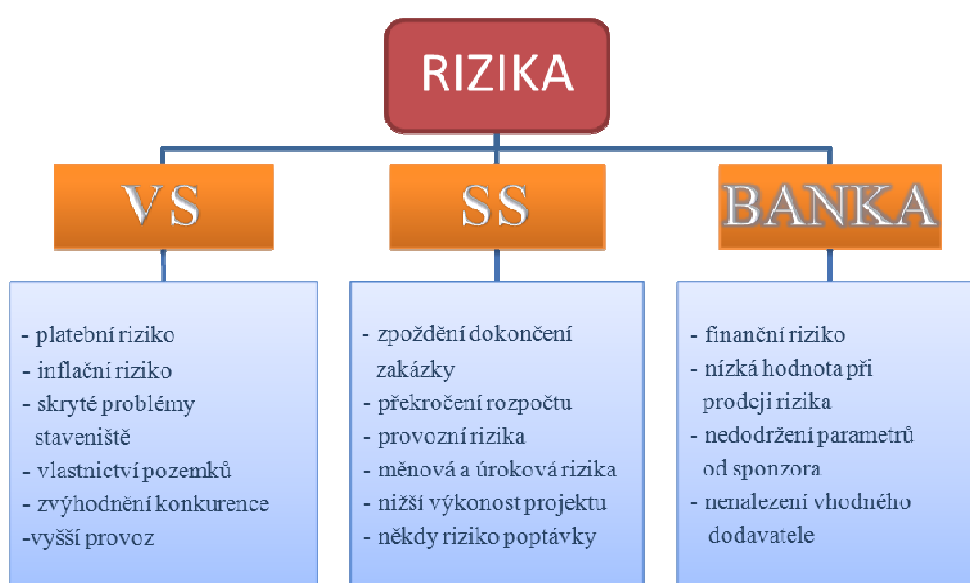 RIZIKA
VS
SS
BANKA
- platební riziko
- inflační riziko
- skryté problémy
staveniště
- vlastnictví pozemků
- zvýhodnění konkurence
-vyšší provoz
- zpoždění dokončení
zakázky
- překročení rozpočtu
- provozní rizika
- měnová a úroková rizika
- nižší výkonost projektu
- někdy riziko poptávky
- finanční riziko
- nízká hodnota při
prodeji rizika
- nedodržení parametrů
od sponzora
- nenalezení vhodného
dodavatele